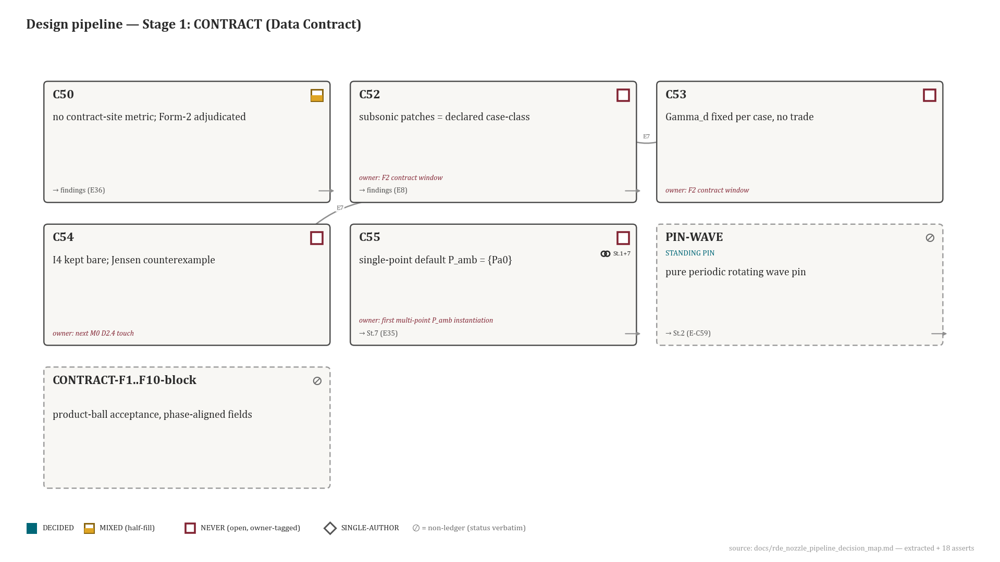 Design pipeline — Stage 1: CONTRACT (Data Contract)
C50
no contract-site metric; Form-2 adjudicated
→ findings (E36)
C52
subsonic patches = declared case-class
owner: F2 contract window
→ findings (E8)
E7
C53
Gamma_d fixed per case, no trade
owner: F2 contract window
E7
C54
I4 kept bare; Jensen counterexample
owner: next M0 D2.4 touch
C55
St.1+7
single-point default P_amb = {Pa0}
owner: first multi-point P_amb instantiation
→ St.7 (E35)
PIN-WAVE
STANDING PIN
pure periodic rotating wave pin
→ St.2 (E-C59)
CONTRACT-F1..F10-block
product-ball acceptance, phase-aligned fields
DECIDED
MIXED (half-fill)
NEVER (open, owner-tagged)
SINGLE-AUTHOR
∅ = non-ledger (status verbatim)
source: docs/rde_nozzle_pipeline_decision_map.md — extracted + 18 asserts